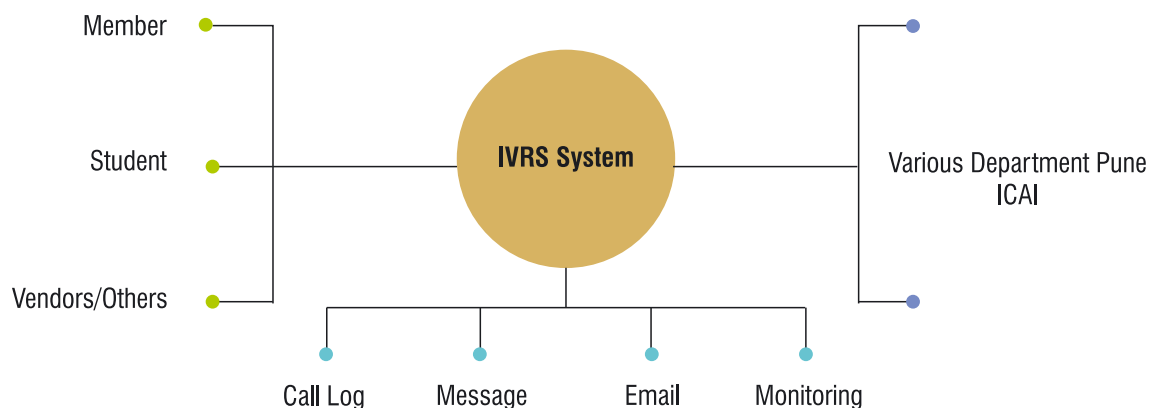 Member
Student
Vendors/Others
IVRS System
Various Department Pune
ICAI
Call Log
Message
Email
Monitoring